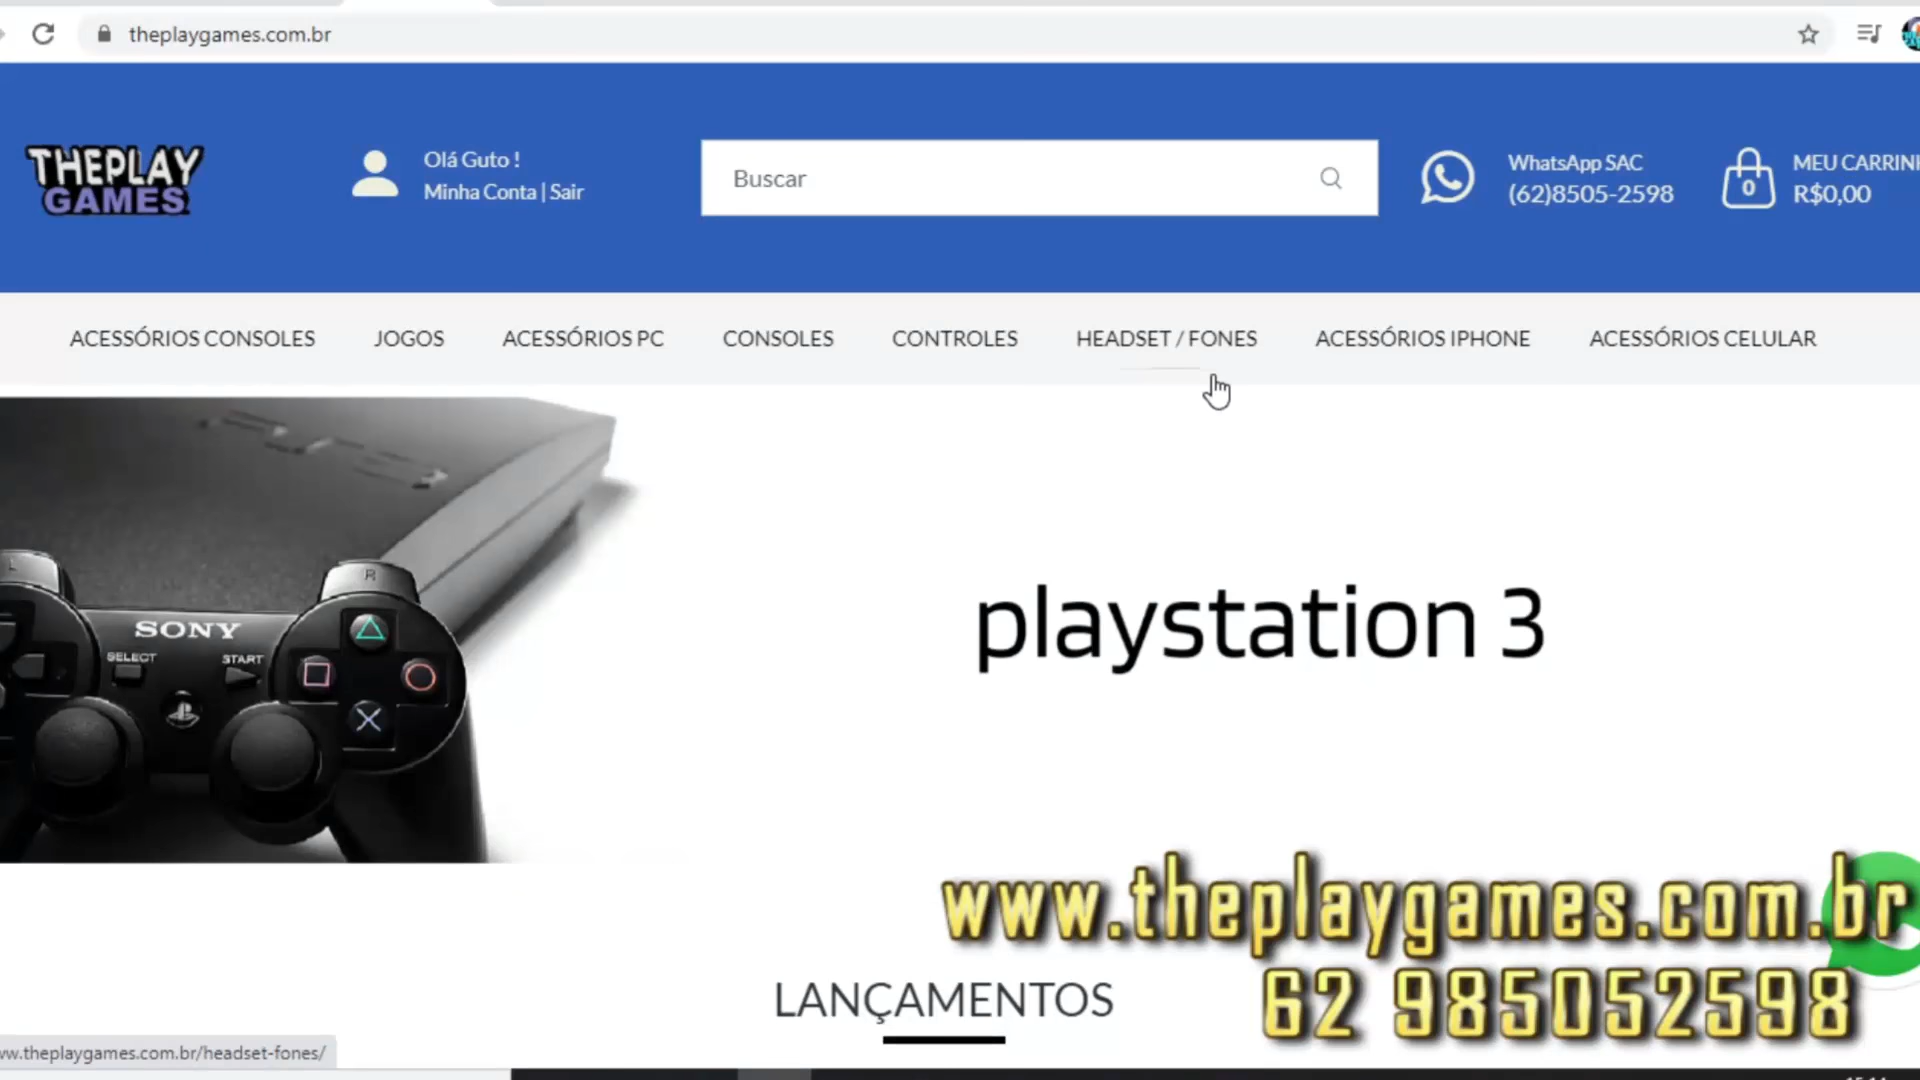 theplaygames.com.br
THEPLAY
GAMES
Olá Guto !
Minha Conta | Sair
Buscar
WhatsApp SAC
(62)8505-2598
0
MEU CARRIN
R$0,00
ACESSÓRIOS CONSOLES
JOGOS
ACESSÓRIOS PC
CONSOLES
CONTROLES
HEADSET / FONES
ACESSÓRIOS IPHONE
ACESSÓRIOS CELULAR
PS3
L
R
SONY
SELECT
START
playstation 3
www.theplaygames.com.br
62 985052598
LANÇAMENTOS
w.theplaygames.com.br/headset-fones/